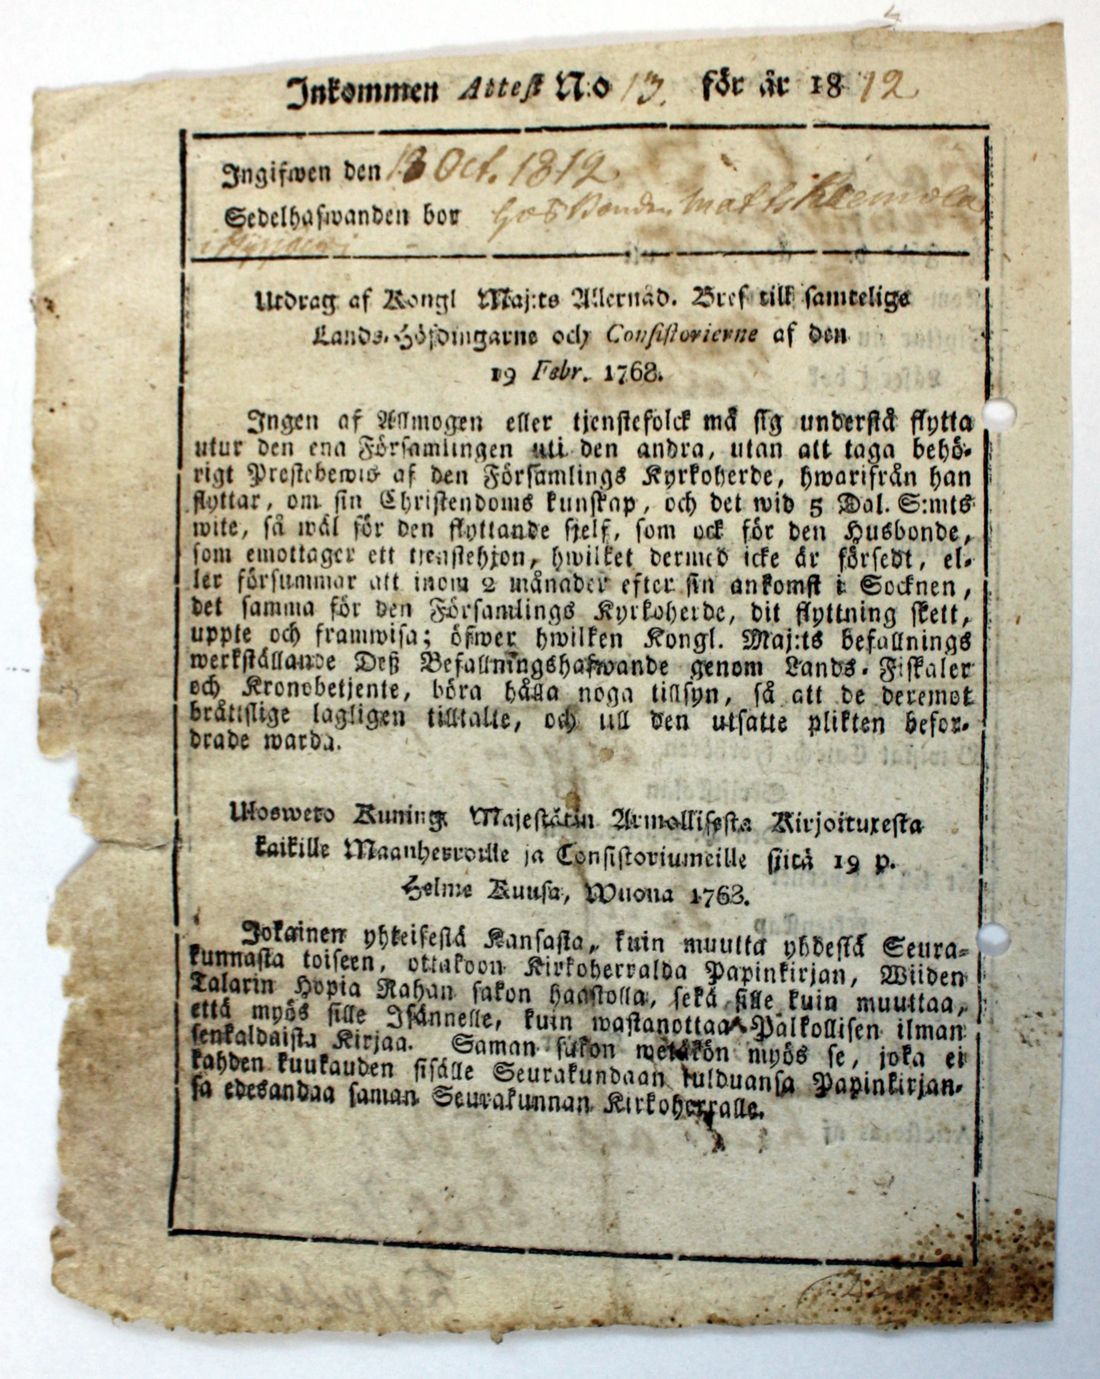 Inkommen Attest N:o 13. för år 1812
Ingifwen den 13 Oct. 1812
Sedelhafwanden bor hos Bonden Matts
Utdrag af Kongl Maj:ts Allernåd. Bref till samtelige
Lands-Höfdingarne och Consistorierne af den
19 Febr. 1768.
Ingen af Allmogen eller tjenstefolck må sig understå flytta
utur den ena Församlingen uti den andra, utan att taga behö-
rigt Prestebewis af den Församlings Kyrkoherde, hwarifrån han
flyttar, om sin Christendoms kunskap, och det wid 5 Dal. S:mts
wite, så wäl för den flyttande sjelf, som ock för den Husbonde,
som emottager ett tjenstehjon, hwilket dermed icke är försedt, el-
ler försummar att inom 2 månader efter sin ankomst i Socknen,
det samma för den Församlings Kyrkoherde, dit flyttning skett,
uppte och framwisa; öfwer hwilken Kongl. Maj:ts befallnings
werkställande Deß Befallningshafwande genom Lands-Fiskaler
och Kronobetjente, böra hålla noga tillsyn, så att de deremot
bråttslige lagligen tilltalte, och till den utsatte plikten befor-
drade warda.
Ulosweto Kuning. Majestätin Armollisesta Kirjoituxesta
kaikille Maanherroille ja Consistoriumeille siitä 19 p.
Helme Kuusa, Wuona 1768.
Jokainen yhteisestä Kansasta, kuin muutta yhdestä Seura-
kunnasta toiseen, ottakoon Kirkoherralda Papinkirjan, Wiiden
Talarin Hopia Rahan sakon haastolla, sekä sille kuin muuttaa,
että myös sille Isännelle, kuin wastanottaa Palkollisen ilman
senkaldaista Kirjaa. Saman sakon wetäkön myös se, joka ei
kahden kuukauden sisälle Seurakundaan tulduansa Papinkirjan-
sa edesandaa saman Seurakunnan Kirkoherralle.